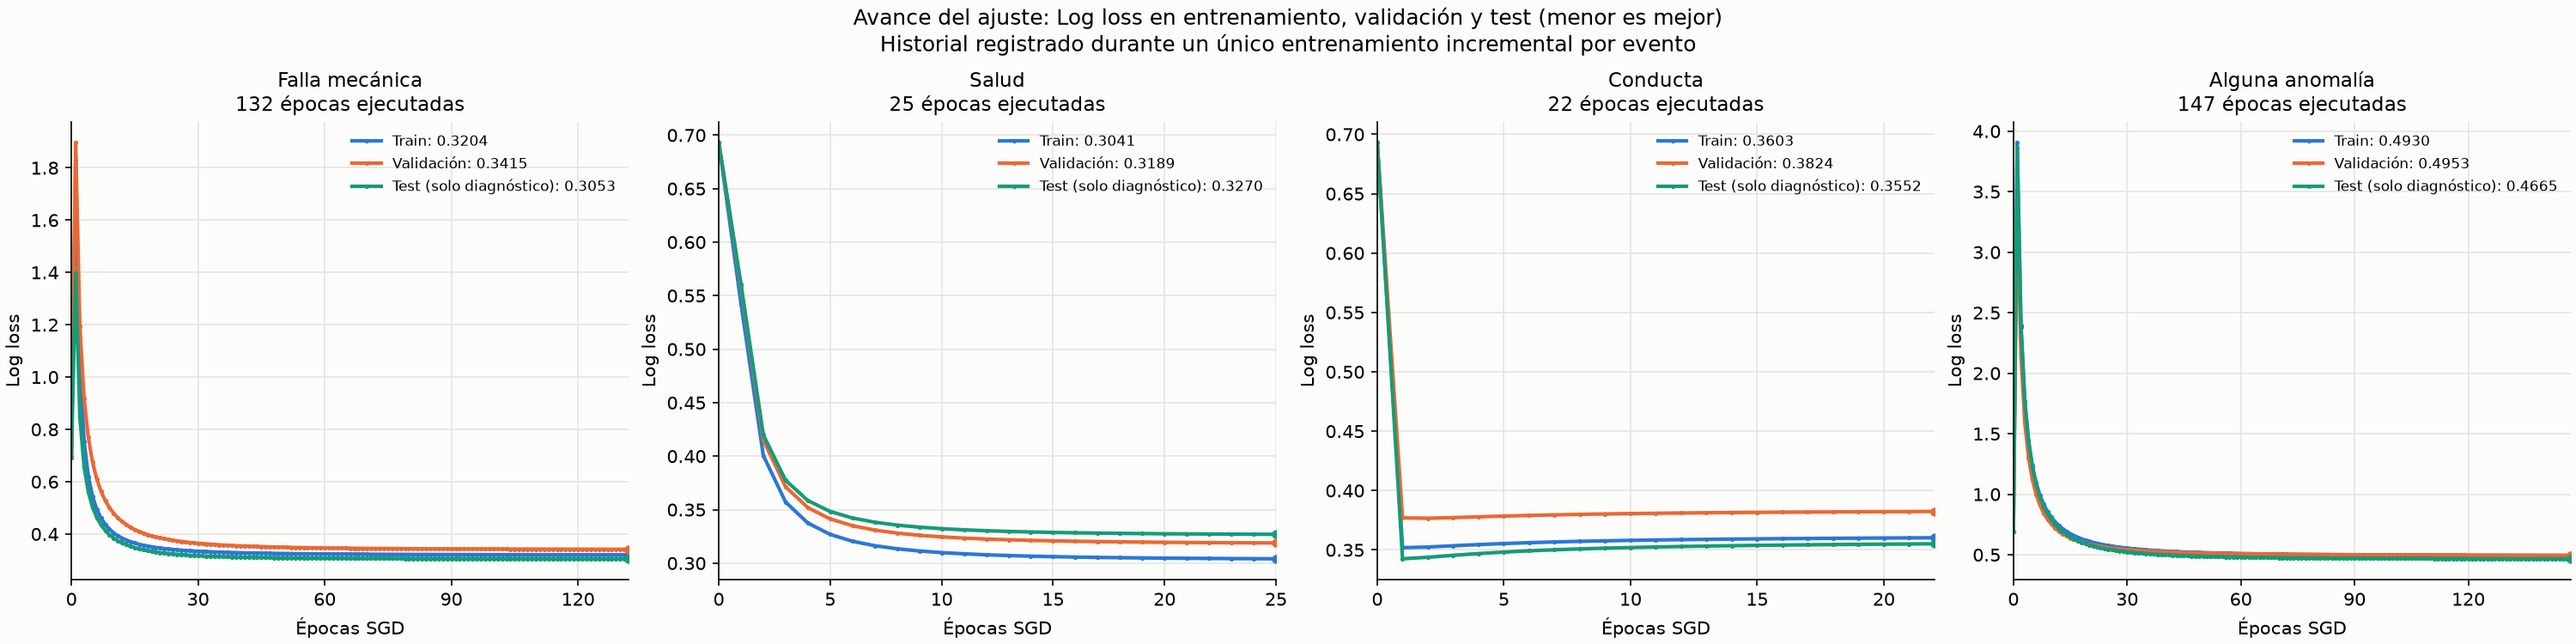 Avance del ajuste: Log loss en entrenamiento, validación y test (menor es mejor)
Historial registrado durante un único entrenamiento incremental por evento
Falla mecánica
132 épocas ejecutadas
Train: 0.3204
Validación: 0.3415
Test (solo diagnóstico): 0.3053
Log loss
1.8
1.6
1.4
1.2
1.0
0.8
0.6
0.4
0
30
60
90
120
Épocas SGD
Salud
25 épocas ejecutadas
Train: 0.3041
Validación: 0.3189
Test (solo diagnóstico): 0.3270
Log loss
0.70
0.65
0.60
0.55
0.50
0.45
0.40
0.35
0.30
0
5
10
15
20
25
Épocas SGD
Conducta
22 épocas ejecutadas
Train: 0.3603
Validación: 0.3824
Test (solo diagnóstico): 0.3552
Log loss
0.70
0.65
0.60
0.55
0.50
0.45
0.40
0.35
0
5
10
15
20
Épocas SGD
Alguna anomalía
147 épocas ejecutadas
Train: 0.4930
Validación: 0.4953
Test (solo diagnóstico): 0.4665
Log loss
4.0
3.5
3.0
2.5
2.0
1.5
1.0
0.5
0
30
60
90
120
Épocas SGD